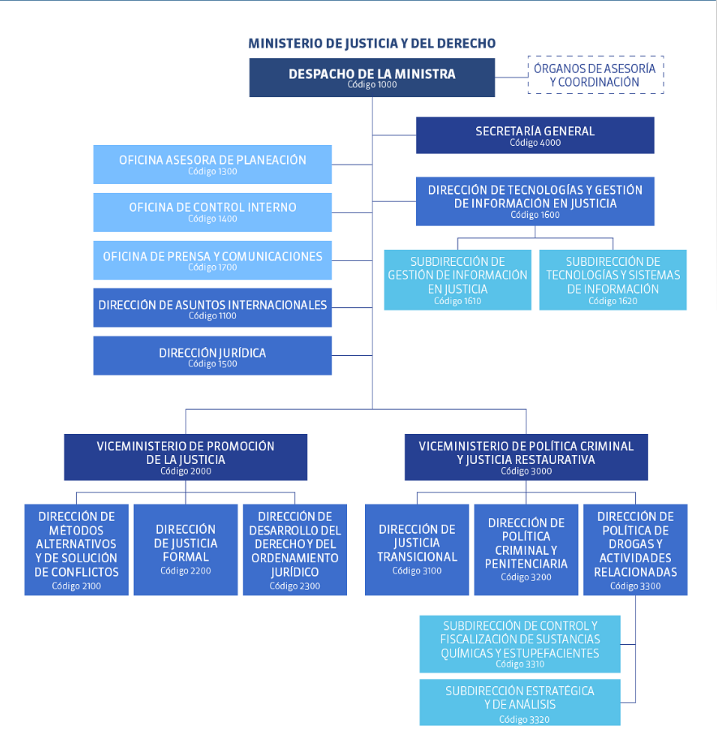 MINISTERIO DE JUSTICIA Y DEL DERECHO
DESPACHO DE LA MINISTRA
Código 1000
ÓRGANOS DE ASESORÍA
Y COORDINACIÓN
SECRETARÍA GENERAL
Código 4000
OFICINA ASESORA DE PLANEACIÓN
Código 1300
DIRECCIÓN DE TECNOLOGÍAS Y GESTIÓN
DE INFORMACIÓN EN JUSTICIA
Código 1600
OFICINA DE CONTROL INTERNO
Código 1400
OFICINA DE PRENSA Y COMUNICACIONES
Código 1700
SUBDIRECCIÓN DE
GESTIÓN DE INFORMACIÓN
EN JUSTICIA
Código 1610
SUBDIRECCIÓN DE
TECNOLOGÍAS Y SISTEMAS
DE INFORMACIÓN
Código 1620
DIRECCIÓN DE ASUNTOS INTERNACIONALES
Código 1100
DIRECCIÓN JURÍDICA
Código 1500
VICEMINISTERIO DE PROMOCIÓN
DE LA JUSTICIA
Código 2000
VICEMINISTERIO DE POLÍTICA CRIMINAL
Y JUSTICIA RESTAURATIVA
Código 3000
DIRECCIÓN DE
MÉTODOS
ALTERNATIVOS
Y DE SOLUCIÓN
DE CONFLICTOS
Código 2100
DIRECCIÓN
DE JUSTICIA
FORMAL
Código 2200
DIRECCIÓN DE
DESARROLLO DEL
DERECHO Y DEL
ORDENAMIENTO
JURÍDICO
Código 2300
DIRECCIÓN DE
JUSTICIA
TRANSICIONAL
Código 3100
DIRECCIÓN DE
POLÍTICA
CRIMINAL Y
PENITENCIARIA
Código 3200
DIRECCIÓN DE
POLÍTICA DE
DROGAS Y
ACTIVIDADES
RELACIONADAS
Código 3300
SUBDIRECCIÓN DE CONTROL Y
FISCALIZACIÓN DE SUSTANCIAS
QUÍMICAS Y ESTUPEFACIENTES
Código 3310
SUBDIRECCIÓN ESTRATÉGICA
Y DE ANÁLISIS
Código 3320